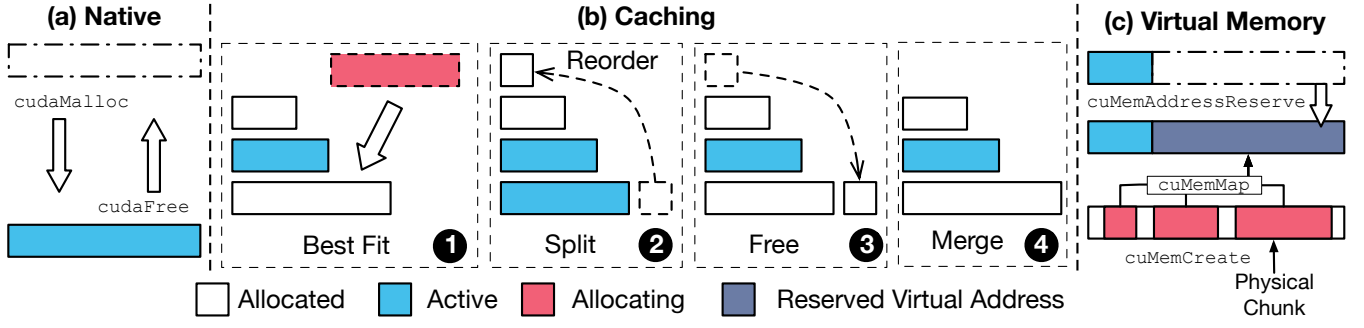 (a) Native
cudaMalloc
cudaFree
(b) Caching
Best Fit
1
Reorder
Split
2
Free
3
Merge
4
(c) Virtual Memory
cuMemAddressReserve
cuMemMap
cuMemCreate
Physical
Chunk
Allocated
Active
Allocating
Reserved Virtual Address